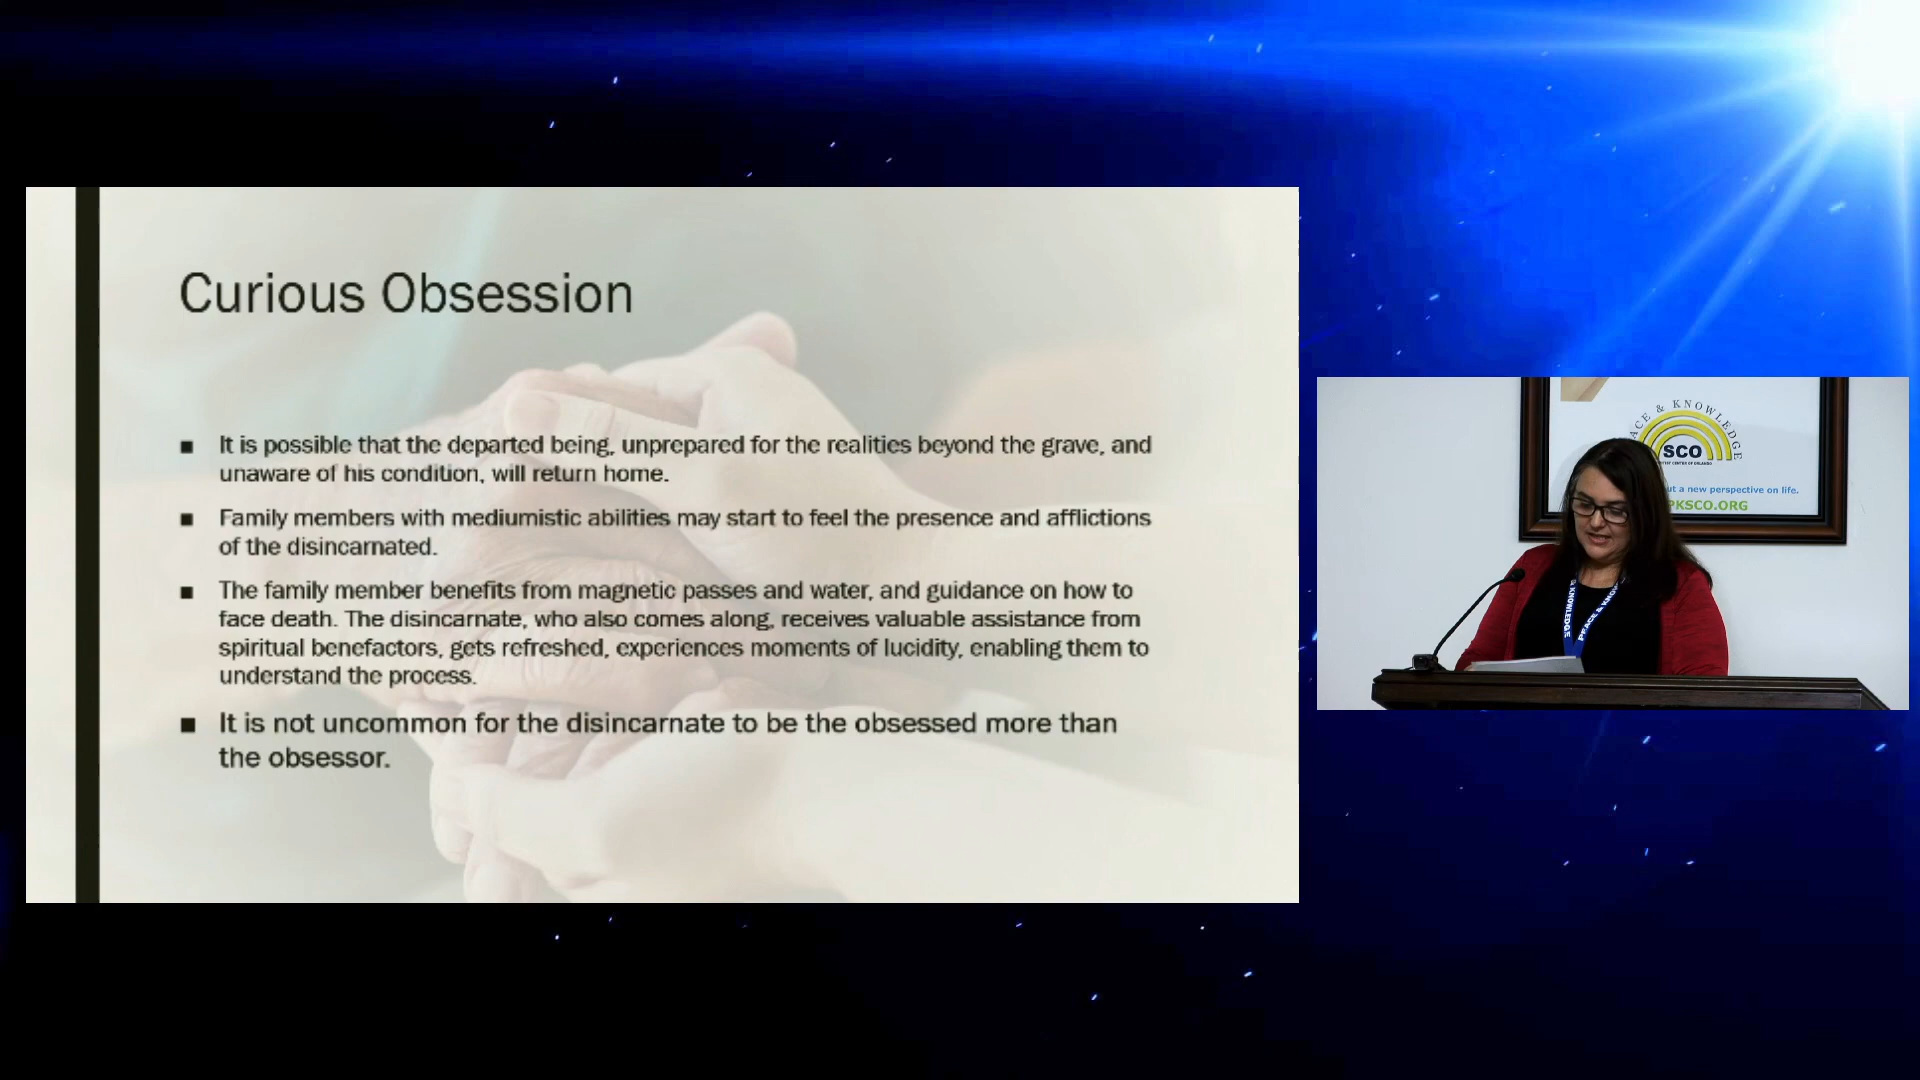 Curious Obsession
■ It is possible that the departed being, unprepared for the realities beyond the grave, and
unaware of his condition, will return home.
■ Family members with mediumistic abilities may start to feel the presence and afflictions
of the disincarnated.
■ The family member benefits from magnetic passes and water, and guidance on how to
face death. The disincarnate, who also comes along, receives valuable assistance from
spiritual benefactors, gets refreshed, experiences moments of lucidity, enabling them to
understand the process.
■ It is not uncommon for the disincarnate to be the obsessed more than
the obsessor.
& KNOWLEDGE
SCO
CENTER OF ORLANDO
a new perspective on life.
PKSCO.ORG
PEACE &